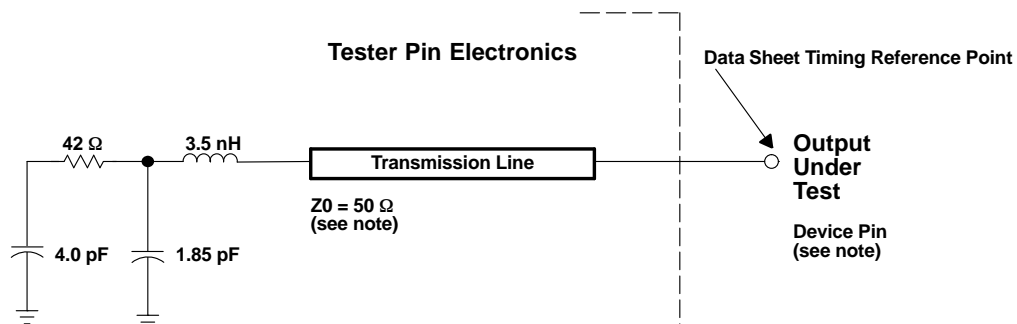 Tester Pin Electronics
Data Sheet Timing Reference Point
42 Ω
3.5 nH
Transmission Line
Output
Under
Test
Z0 = 50 Ω
(see note)
Device Pin
(see note)
4.0 pF
1.85 pF